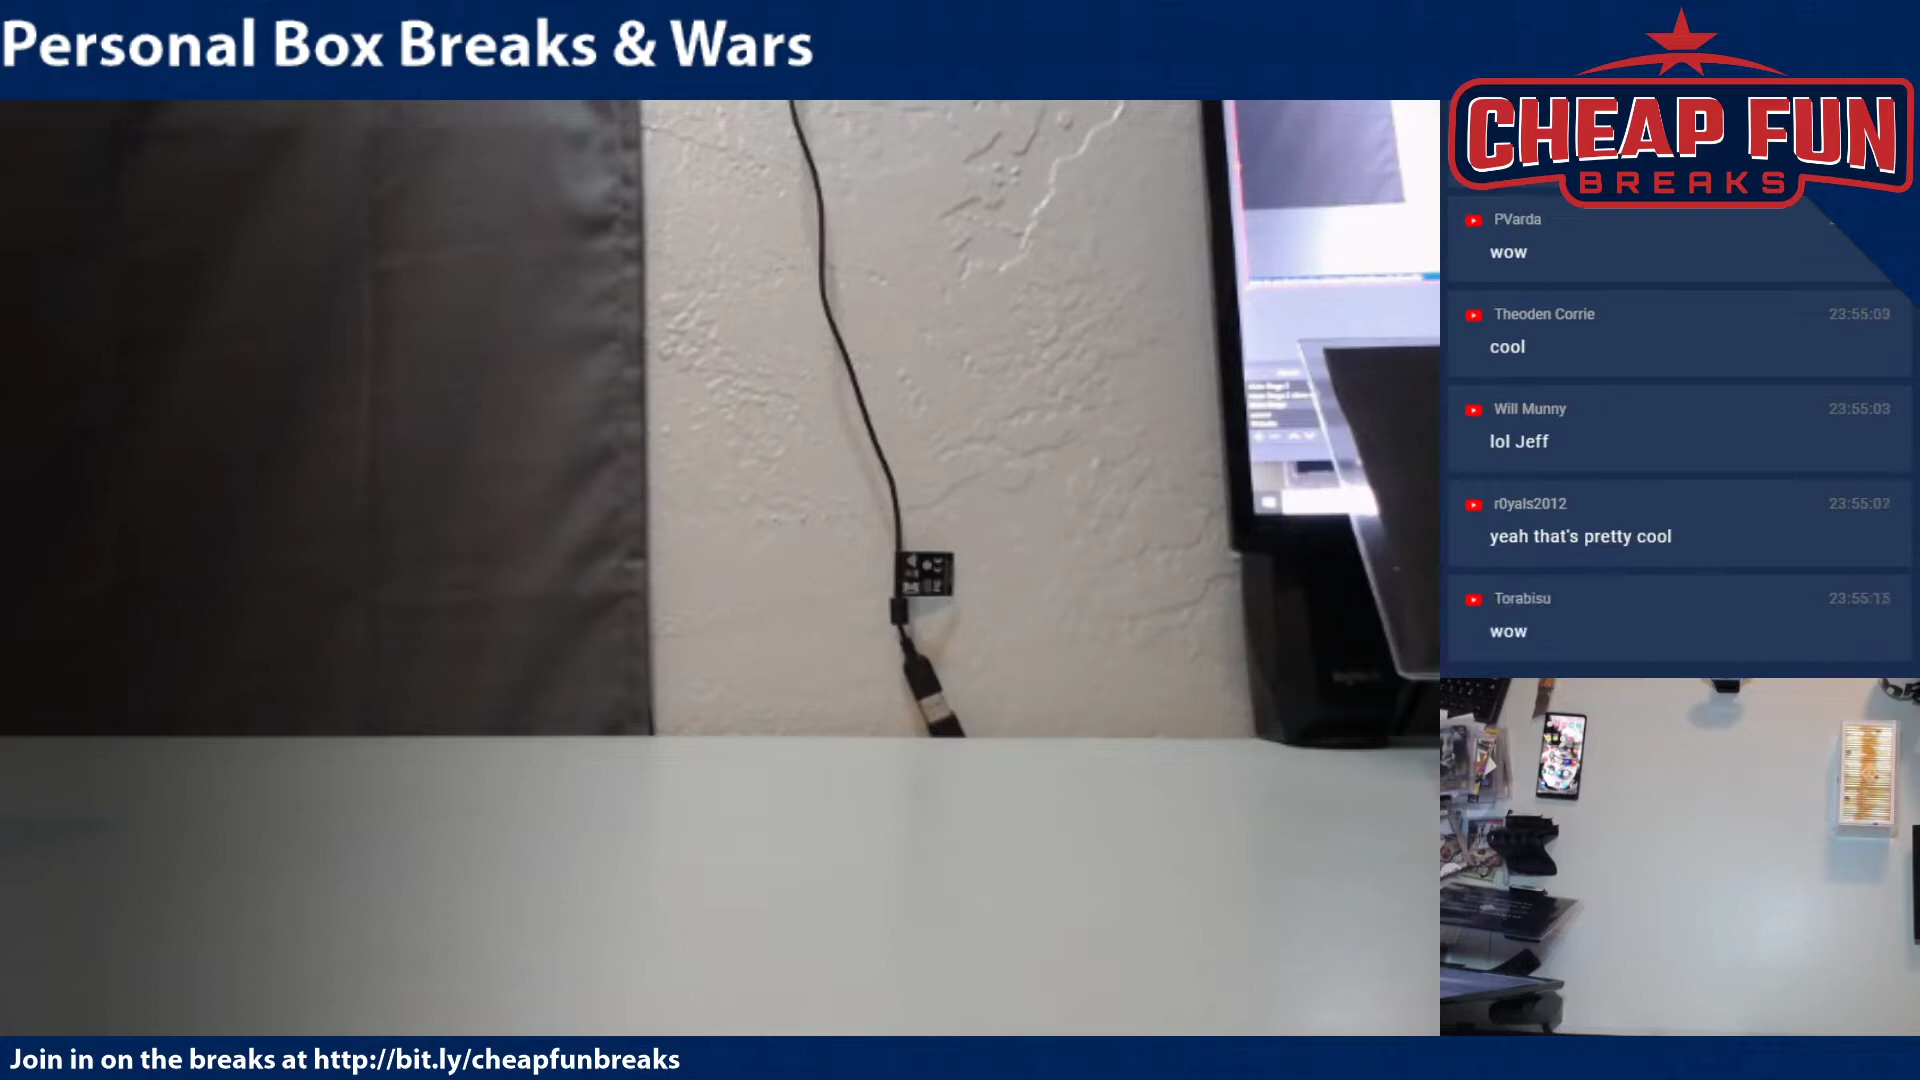 Personal Box Breaks & Wars
CHEAP FUN
BREAKS
PVarda
wow
Theoden Corrie 23:55:09
cool
Will Munny 23:55:03
lol Jeff
r0yals2012 23:55:02
yeah that's pretty cool
Torabisu 23:55:15
wow
Join in on the breaks at http://bit.ly/cheapfunbreaks